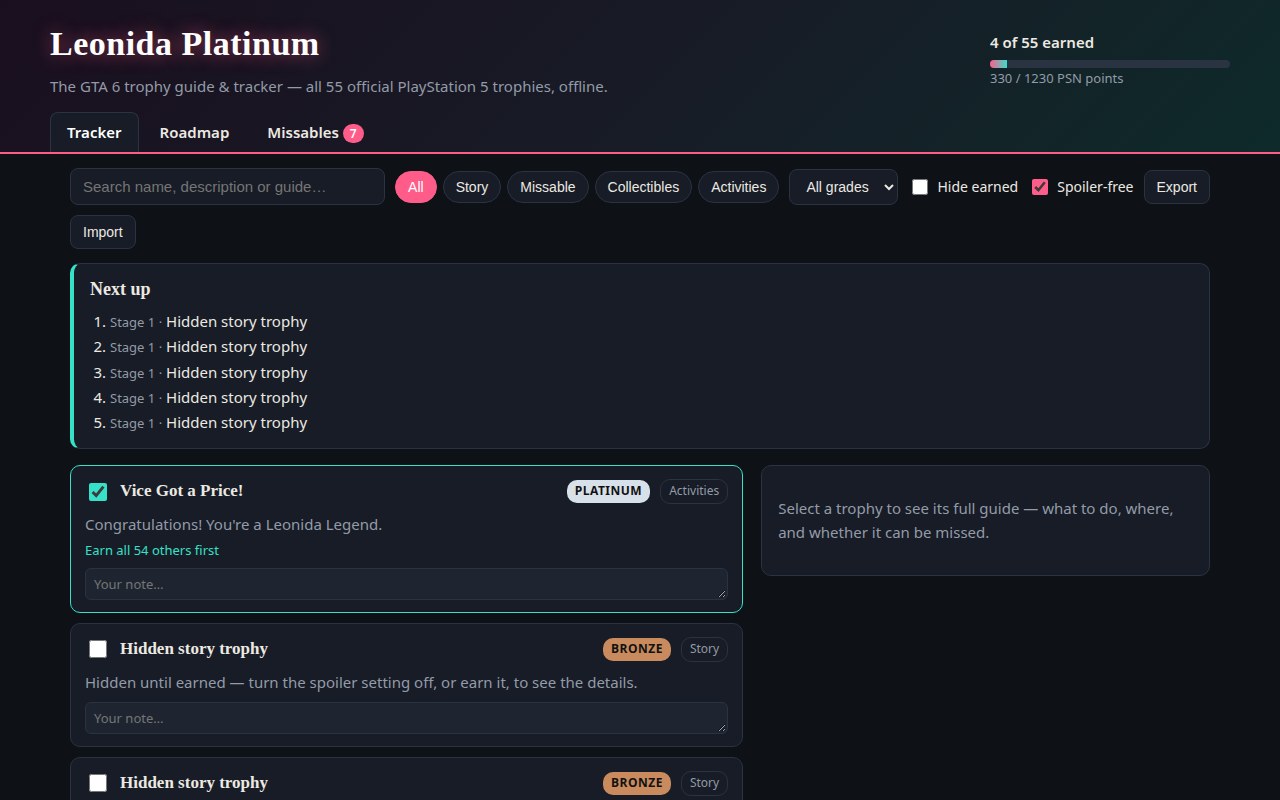 Leonida Platinum
4 of 55 earned
330 / 1230 PSN points
The GTA 6 trophy guide & tracker — all 55 official PlayStation 5 trophies, offline.
Tracker Roadmap Missables 7
Search name, description or guide… All Story Missable Collectibles Activities All grades Hide earned Spoiler-free Export
Import
Next up
1. Stage 1 · Hidden story trophy
2. Stage 1 · Hidden story trophy
3. Stage 1 · Hidden story trophy
4. Stage 1 · Hidden story trophy
5. Stage 1 · Hidden story trophy
Vice Got a Price! PLATINUM Activities
Congratulations! You're a Leonida Legend.
Earn all 54 others first
Your note…
Select a trophy to see its full guide — what to do, where,
and whether it can be missed.
Hidden story trophy BRONZE Story
Hidden until earned — turn the spoiler setting off, or earn it, to see the details.
Your note…
Hidden story trophy BRONZE Story